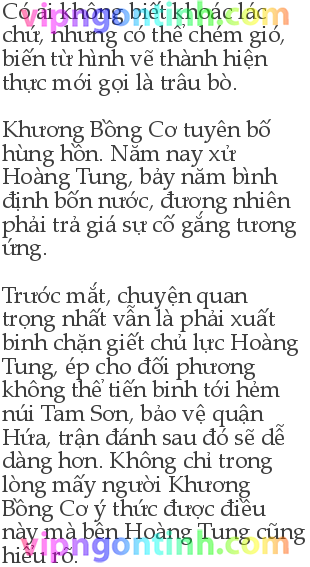 Có ai không biết khoác lác
chứ, nhưng có thể chém gió,
biến từ hình vẽ thành hiện
thực mới gọi là trâu bò.
Khương Bồng Cơ tuyên bố
hùng hồn. Năm nay xử
Hoàng Tung, bảy năm bình
định bốn nước, đương nhiên
phải trả giá sự cố gắng tương
ứng.
Trước mắt, chuyện quan
trọng nhất vẫn là phải xuất
binh chặn giết chủ lực Hoàng
Tung, ép cho đối phương
không thể tiến binh tới hẻm
núi Tam Sơn, bảo vệ quận
Hứa, trận đánh sau đó sẽ dễ
dàng hơn. Không chỉ trong
lòng mấy người Khương
Bồng Cơ ý thức được điều
này mà bên Hoàng Tung cũng
hiểu rõ.
vipngontinh.com
vipngontinh.com